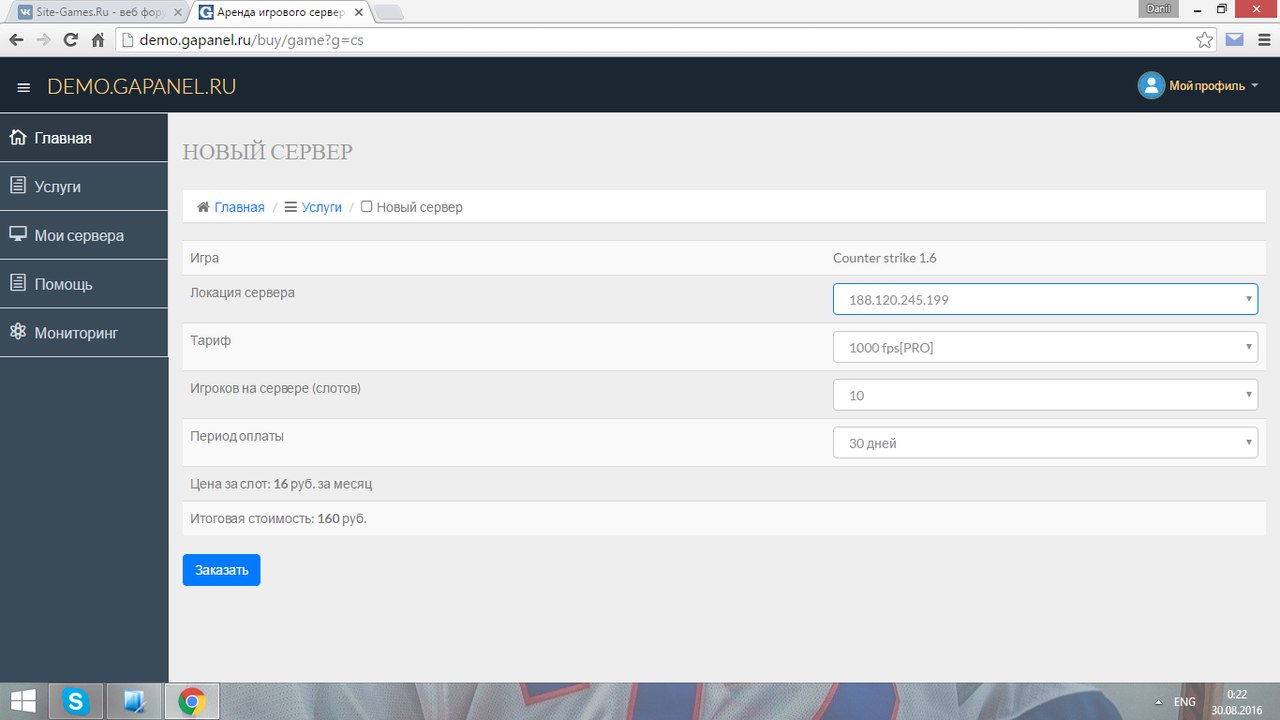 Site-Games.Ru - веб фору
Аренда игрового сервер
Danil
demo.gapanel.ru/buy/game?g=cs
DEMO.GAPANEL.RU
Мой профиль
Главная
Услуги
Мои сервера
Помощь
Мониторинг
НОВЫЙ СЕРВЕР
Главная / Услуги / Новый сервер
Игра Counter strike 1.6
Локация сервера 188.120.245.199
Тариф 1000 fps[PRO]
Игроков на сервере (слотов) 10
Период оплаты 30 дней
Цена за слот: 16 руб. за месяц
Итоговая стоимость: 160 руб.
Заказать
ENG
0:22
30.08.2016